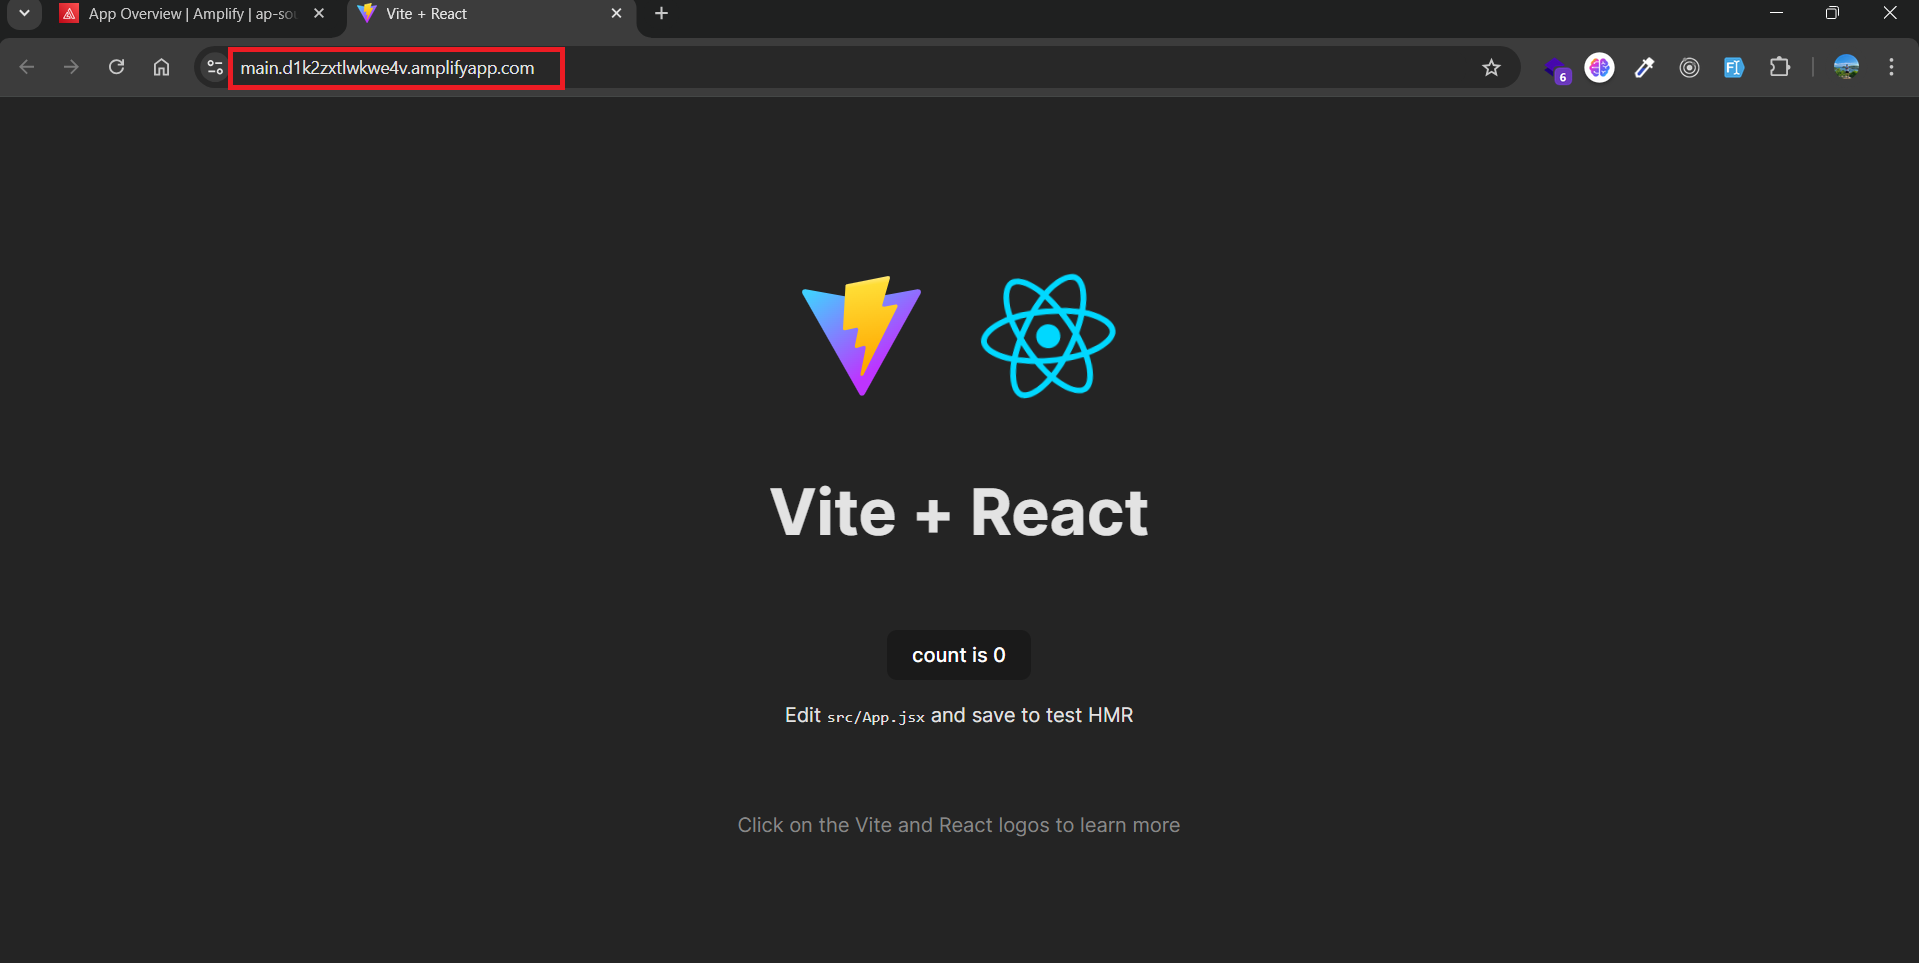 App Overview | Amplify | ap-sou
Vite + React
main.d1k2zxtlwkwe4v.amplifyapp.com
6
FI
Vite + React
count is 0
Edit src/App.jsx and save to test HMR
Click on the Vite and React logos to learn more